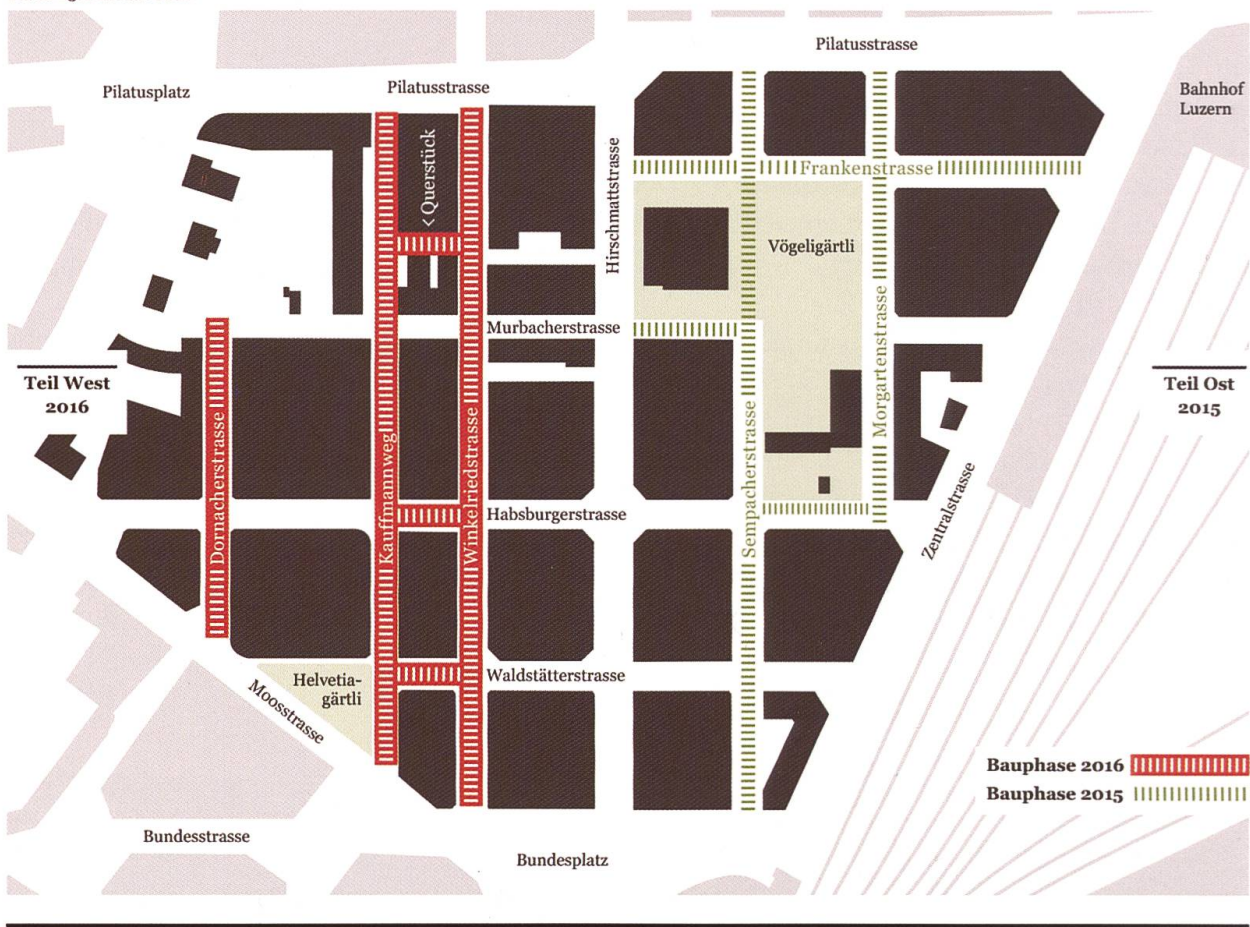 Pilatusstrasse
Pilatusplatz
Pilatusstrasse
Bahnhof
Luzern
< Querstück
Hirschmattstrasse
Frankenstrasse
Vögeligärtli
Murbacherstrasse
Morgartenstrasse
Teil West
2016
Teil Ost
2015
Dornacherstrasse
Kauffmannweg
Winkelriedstrasse
Sempacherstrasse
Habsburgerstrasse
Zentralstrasse
Helvetia-
gärtli
Waldstätterstrasse
Moosstrasse
Bauphase 2016
Bauphase 2015
Bundesstrasse
Bundesplatz